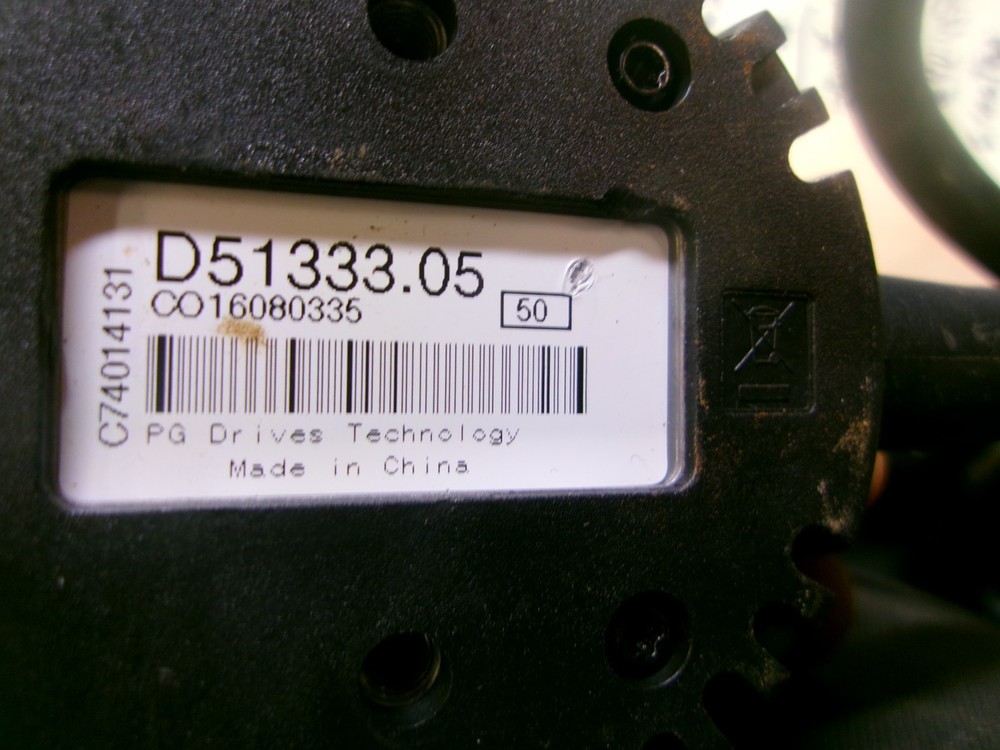 D51333.05
CO16080335
50
C74014131
PG Drives Technology
Made in China